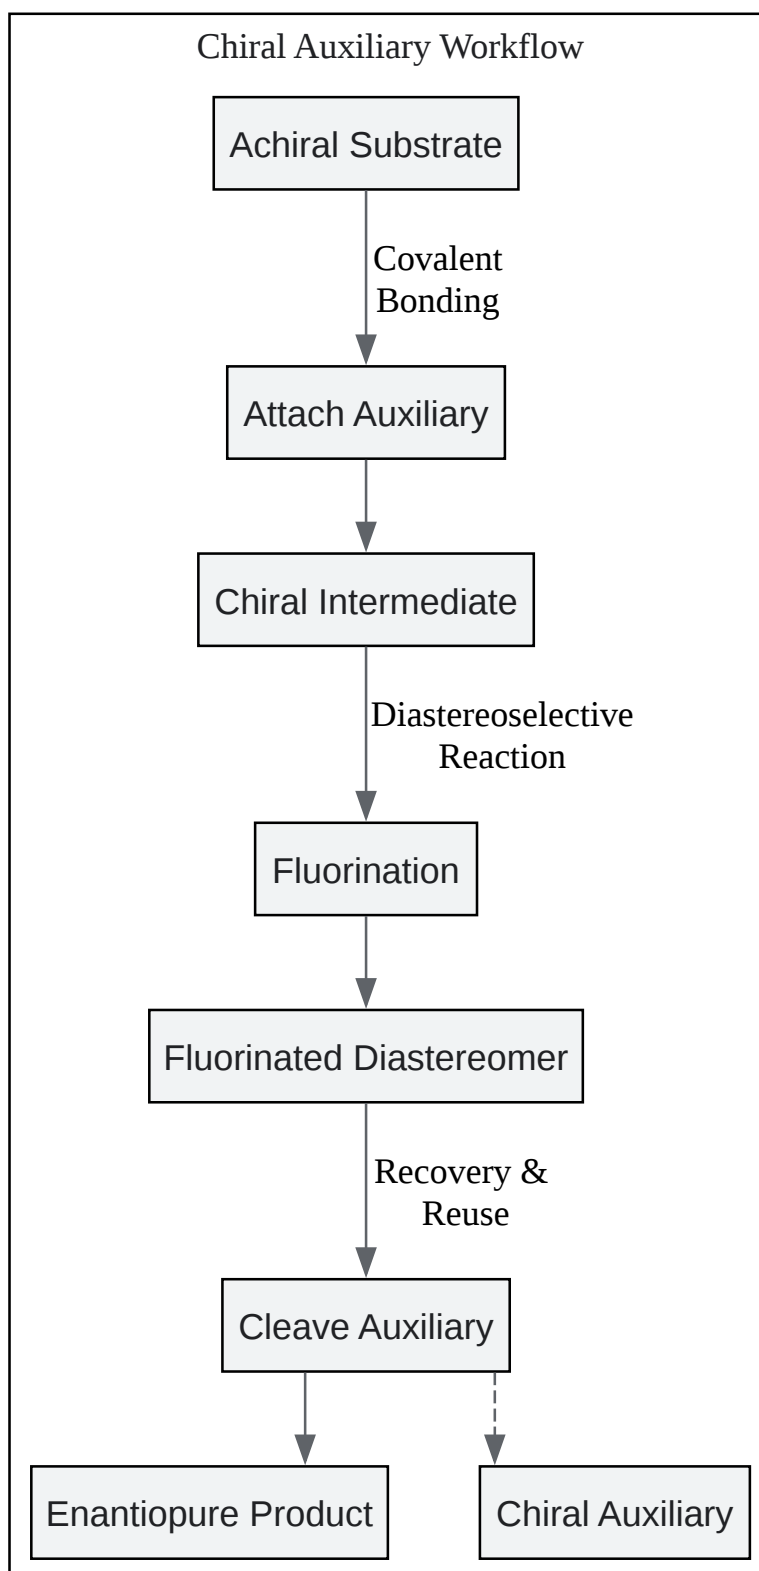 Chiral Auxiliary Workflow
Achiral Substrate
Covalent
Bonding
Attach Auxiliary
Chiral Intermediate
Diastereoselective
Reaction
Fluorination
Fluorinated Diastereomer
Recovery &
Reuse
Cleave Auxiliary
Enantiopure Product
Chiral Auxiliary